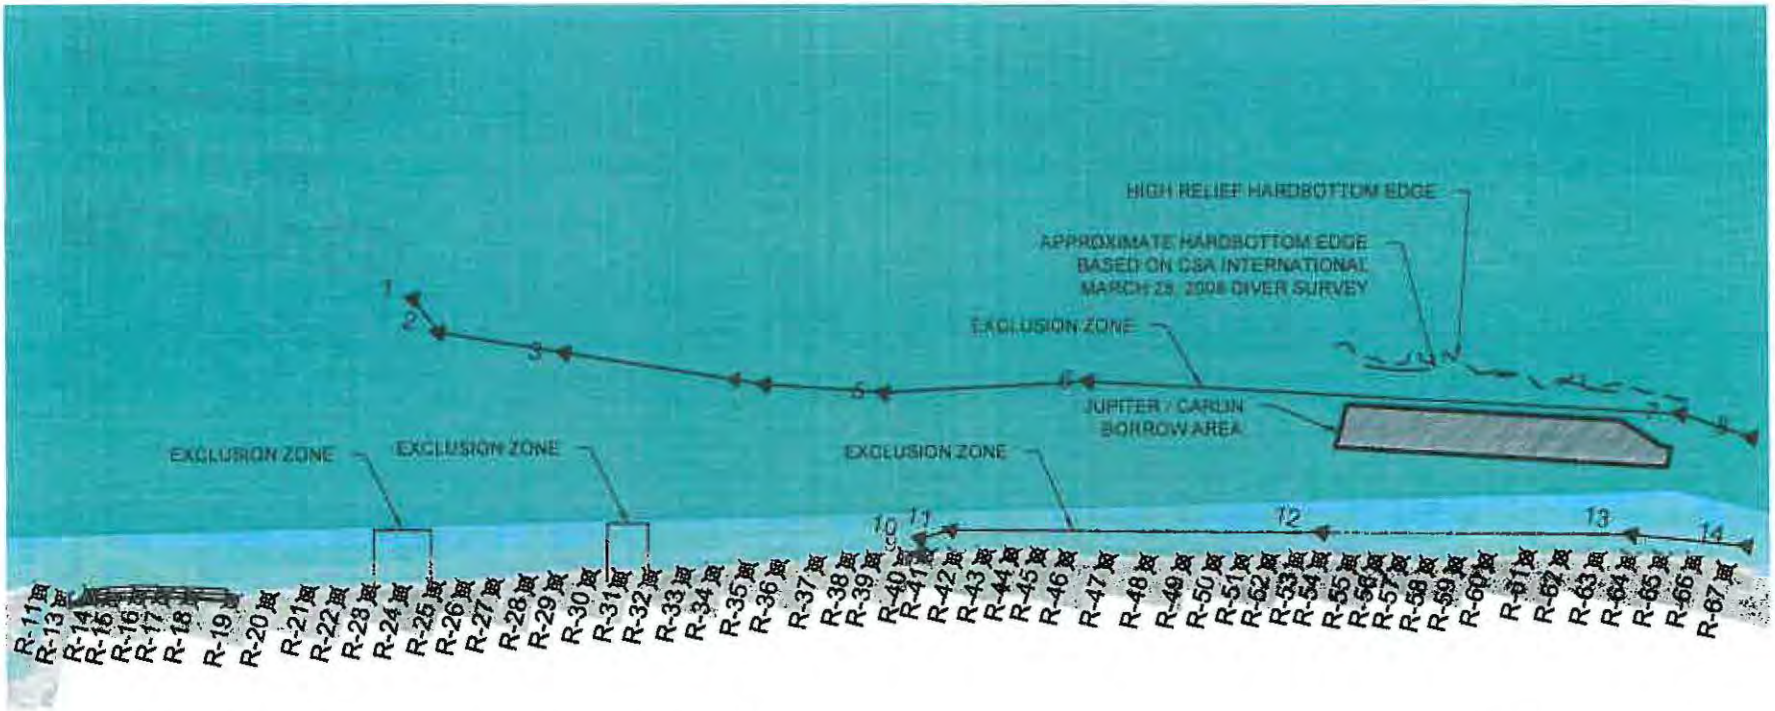 HIGH RELIEF HARDBOTTOM EDGE
APPROXIMATE HARDBOTTOM EDGE
BASED ON CSA INTERNATIONAL
MARCH 28, 2008 DIVER SURVEY
1
2
3
5
6
7
EXCLUSION ZONE
JUPITER / CARLIN
BORROW AREA
EXCLUSION ZONE
EXCLUSION ZONE
EXCLUSION ZONE
10
11
12
13
14
R-11
R-13
R-14
R-15
R-16
R-17
R-18
R-19
R-20
R-21
R-22
R-23
R-24
R-25
R-26
R-27
R-28
R-29
R-30
R-31
R-32
R-33
R-34
R-35
R-36
R-37
R-38
R-39
R-40
R-41
R-42
R-43
R-44
R-45
R-46
R-47
R-48
R-49
R-50
R-51
R-52
R-53
R-54
R-55
R-56
R-57
R-58
R-59
R-60
R-61
R-62
R-63
R-64
R-65
R-66
R-67